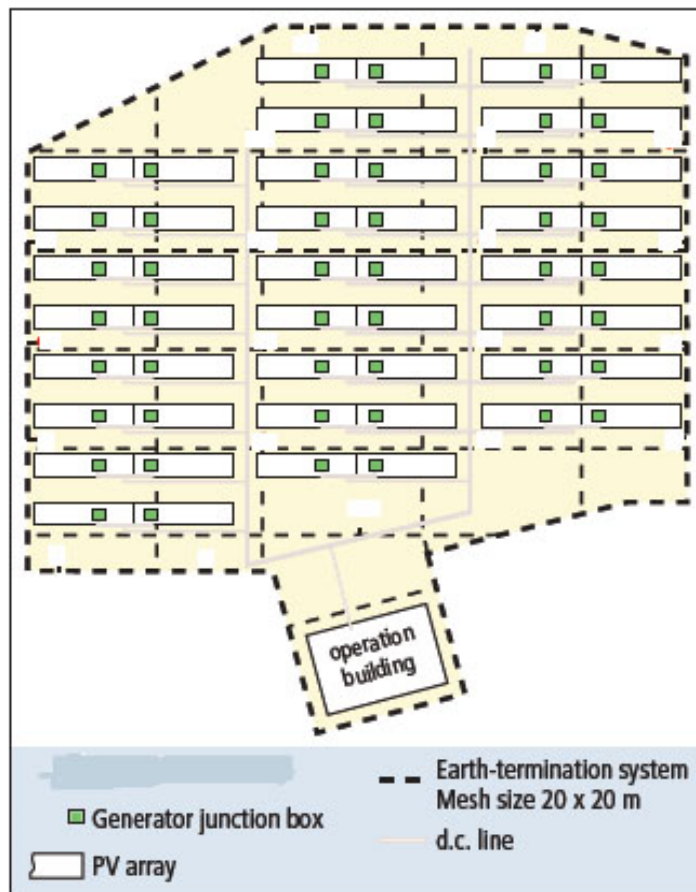 operation
building
Generator junction box
PV array
Earth-termination system
Mesh size 20 x 20 m
d.c. line